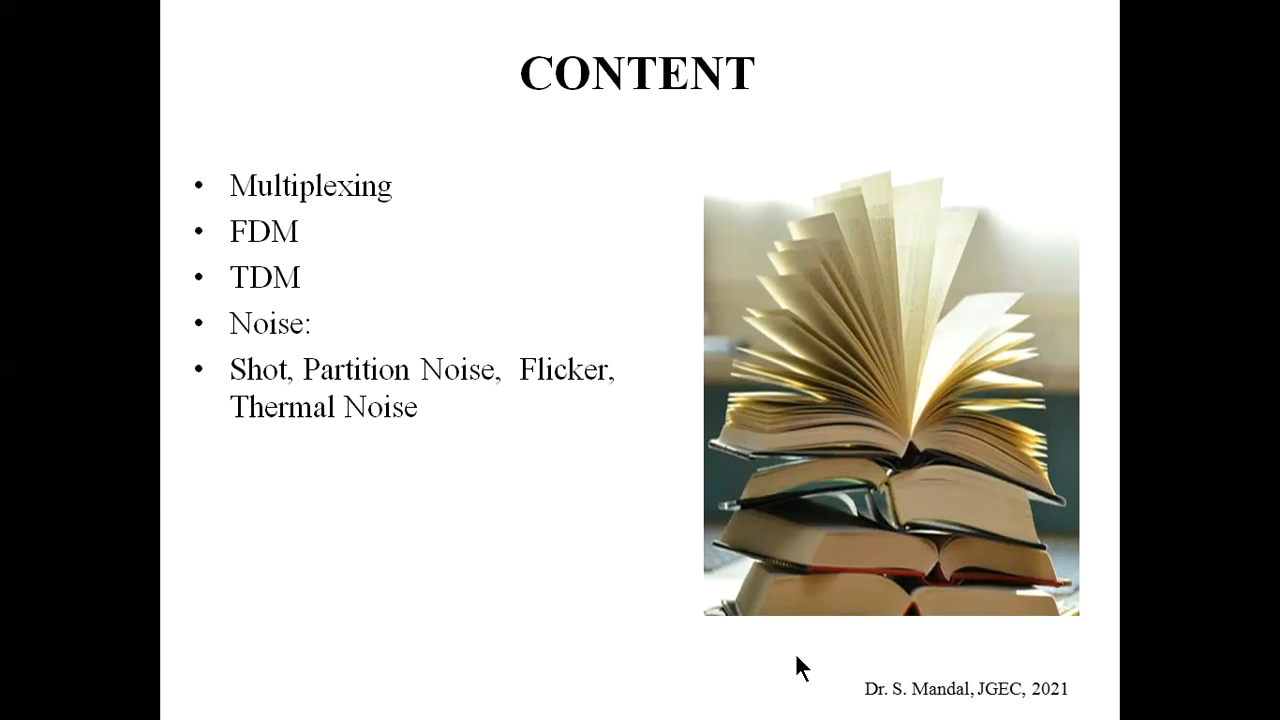 CONTENT
• Multiplexing
• FDM
• TDM
• Noise:
• Shot, Partition Noise, Flicker,
Thermal Noise
Dr. S. Mandal, JGEC, 2021